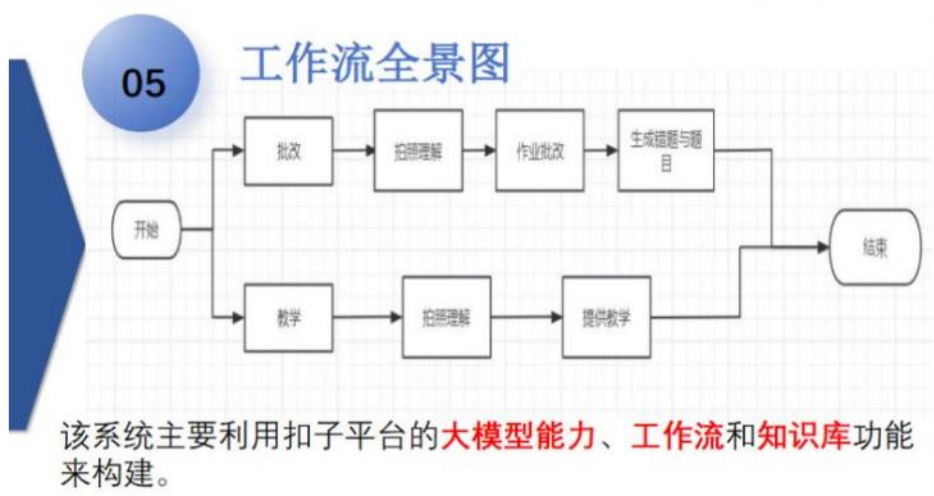 05
工作流全景图
批改
拍照理解
作业批改
生成错题与题
目
开始
结束
教学
拍照理解
提供教学
该系统主要利用扣子平台的大模型能力、工作流和知识库功能
来构建。